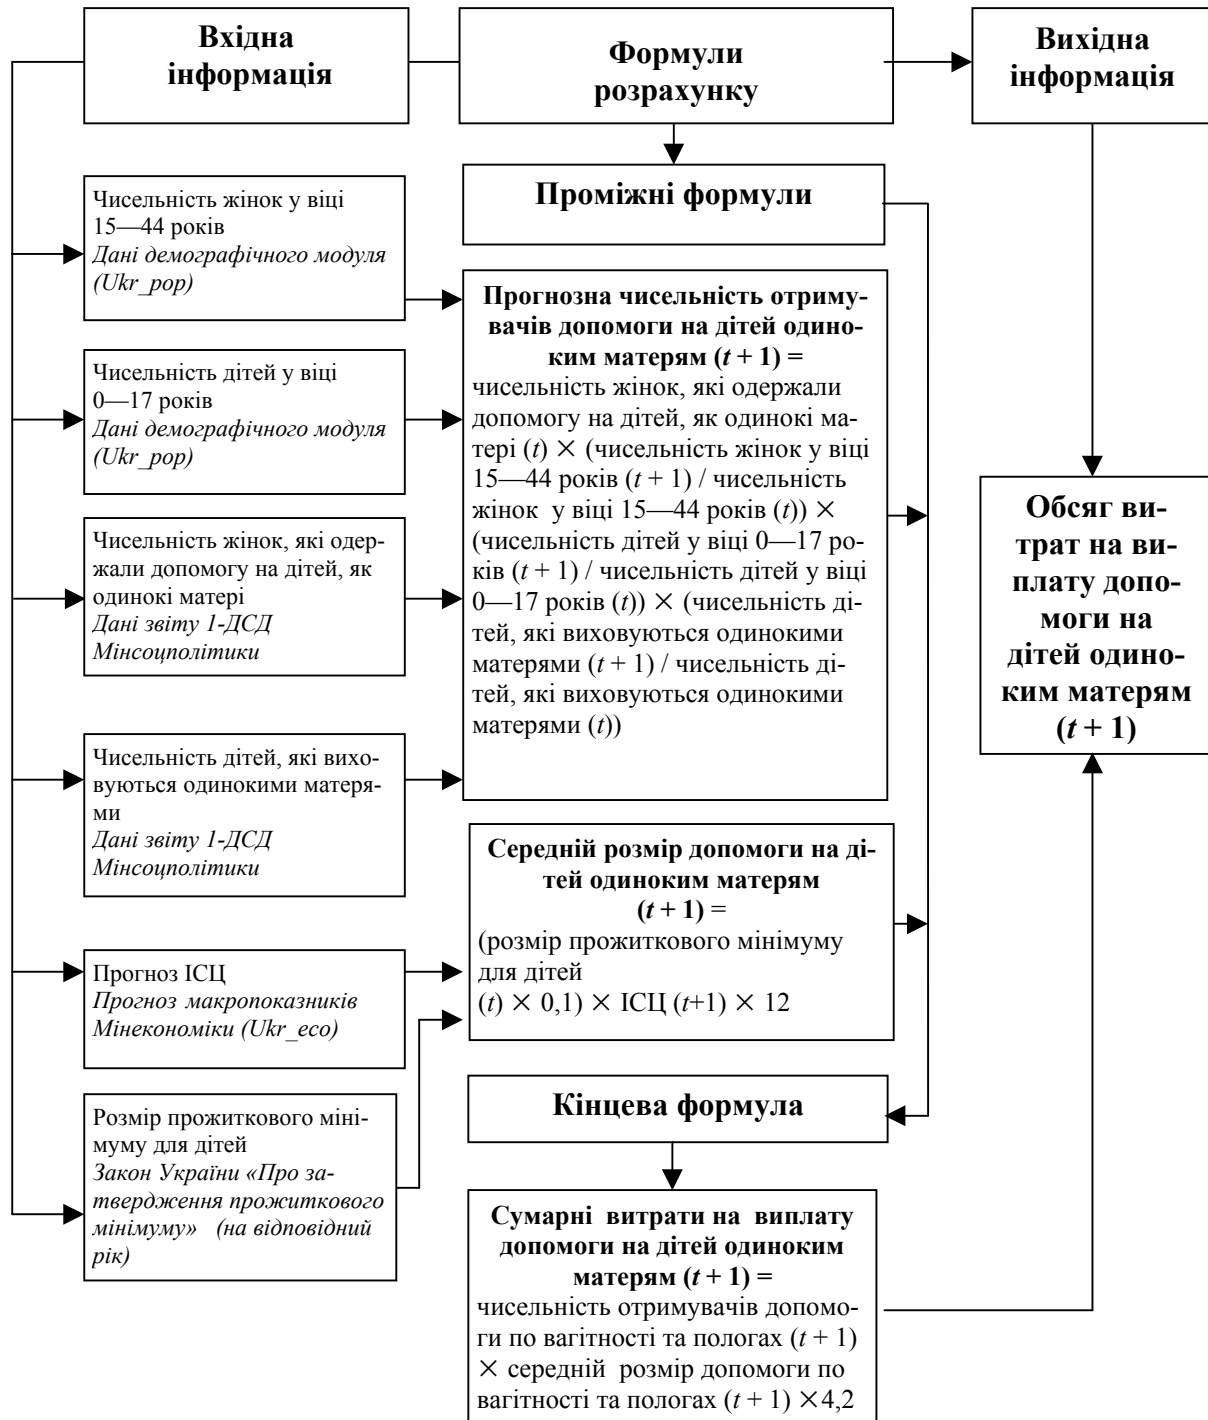 Вхідна
інформація
Формули
розрахунку
Вихідна
інформація
Чисельність жінок у віці
15—44 років
Дані демографічного модуля
(Ukr_pop)
Чисельність дітей у віці
0—17 років
Дані демографічного модуля
(Ukr_pop)
Чисельність жінок, які одер-
жали допомогу на дітей, як
одинокі матері
Дані звіту 1-ДСД
Мінсоцполітики
Чисельність дітей, які вихо-
вуються одинокими матеря-
ми
Дані звіту 1-ДСД
Мінсоцполітики
Прогноз ІСЦ
Прогноз макропоказників
Мінекономіки (Ukr_eco)
Розмір прожиткового міні-
муму для дітей
Закон України «Про за-
твердження прожиткового
мінімуму» (на відповідний
рік)
Проміжні формули
Прогнозна чисельність отриму-
вачів допомоги на дітей одино-
ким матерям (t + 1) =
чисельність жінок, які одержали
допомогу на дітей, як одинокі ма-
тері (t) × (чисельність жінок у віці
15—44 років (t + 1) / чисельність
жінок у віці 15—44 років (t)) ×
(чисельність дітей у віці 0—17 ро-
ків (t + 1) / чисельність дітей у віці
0—17 років (t)) × (чисельність ді-
тей, які виховуються одинокими
матерями (t + 1) / чисельність ді-
тей, які виховуються одинокими
матерями (t))
Середній розмір допомоги на ді-
тей одиноким матерям
(t + 1) =
(розмір прожиткового мінімуму
для дітей
(t) × 0,1) × ІСЦ (t+1) × 12
Кінцева формула
Сумарні витрати на виплату
допомоги на дітей одиноким
матерям (t + 1) =
чисельність отримувачів допомо-
ги по вагітності та пологах (t + 1)
× середній розмір допомоги по
вагітності та пологах (t + 1) ×4,2
Обсяг ви-
трат на ви-
плату допо-
моги на
дітей одино-
ким матерям
(t + 1)